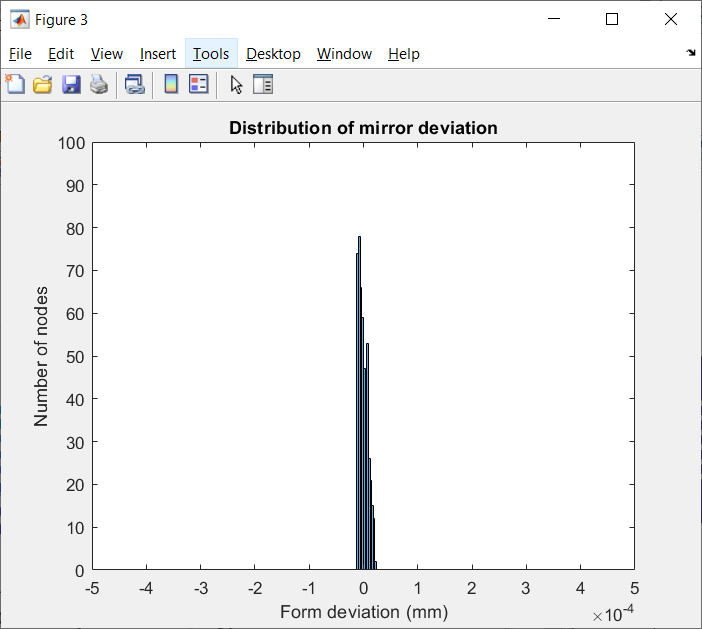 Figure 3
File Edit View Insert Tools Desktop Window Help
Distribution of mirror deviation
100
90
80
70
60
50
40
30
20
10
0
Number of nodes
-5 -4 -3 -2 -1 0 1 2 3 4 5
Form deviation (mm)
×10⁻⁴